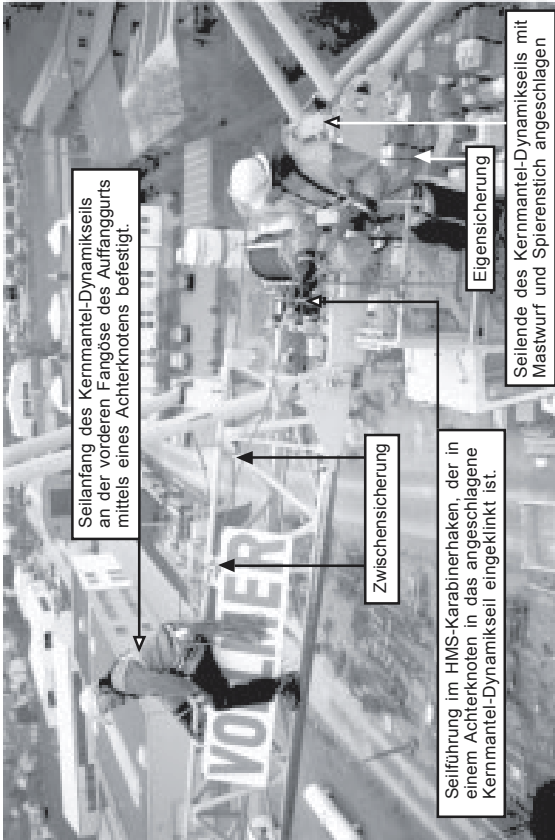 Seilanfang des Kernmantel-Dynamikseils
an der vorderen Fangöse des Auffanggurts
mittels eines Achterknotens befestigt.
Zwischensicherung
Seilführung im HMS-Karabinerhaken, der in
einem Achterknoten in das angeschlagene
Kernmantel-Dynamikseil eingeklinkt ist.
Eigensicherung
Seilende des Kernmantel-Dynamikseils mit
Mastwurf und Spierenstich angeschlagen